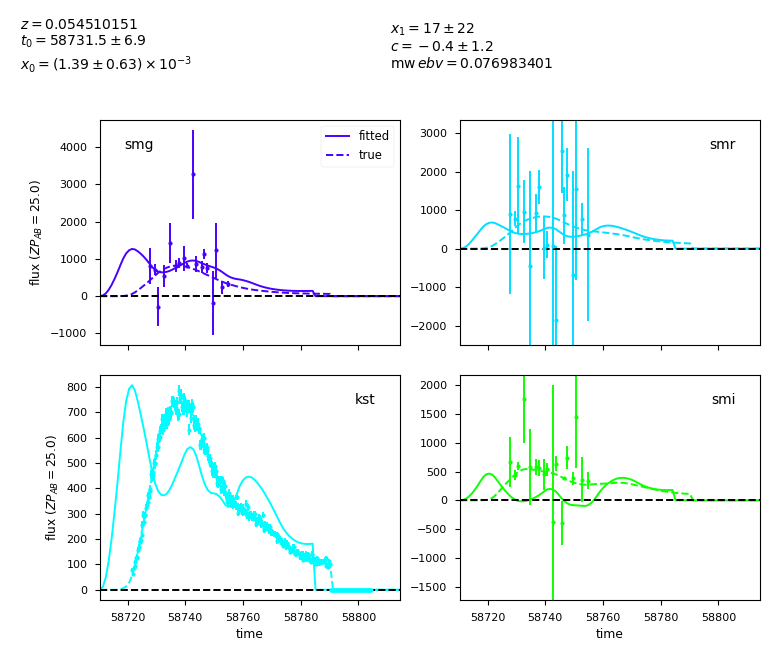 z = 0.054510151
t₀ = 58731.5 ± 6.9
x₀ = (1.39 ± 0.63) × 10⁻³
x₁ = 17 ± 22
c = −0.4 ± 1.2
mw ebv = 0.076983401
smg
fitted
true
4000
3000
2000
1000
0
−1000
flux (ZP_AB = 25.0)
smr
3000
2000
1000
0
−1000
−2000
kst
800
700
600
500
400
300
200
100
0
flux (ZP_AB = 25.0)
58720 58740 58760 58780 58800
time
smi
2000
1500
1000
500
0
−500
−1000
−1500
58720 58740 58760 58780 58800
time